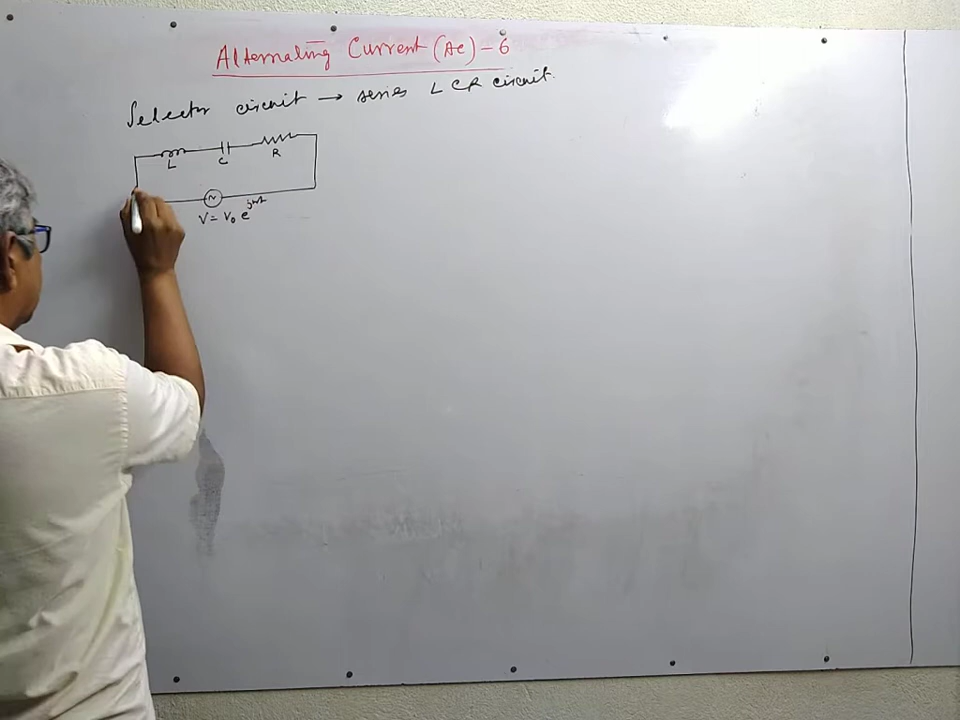 Alternating Current (AC) - 6
Selector circuit → series LCR circuit
L C R
~
V = V₀ e^jωt